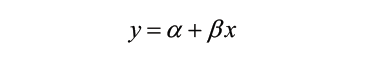 y = α + βx